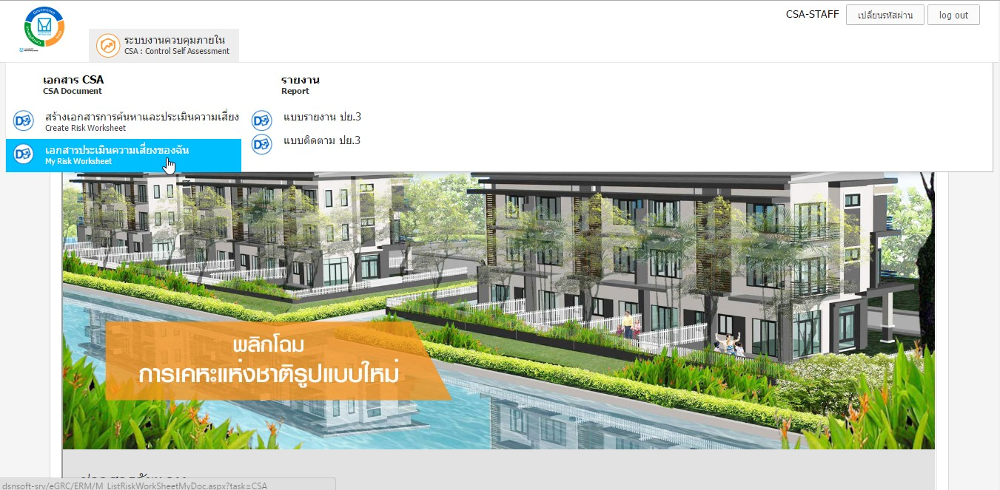 Governance
CSA-STAFF
เปลี่ยนรหัสผ่าน
log out
ระบบงานควบคุมภายใน
CSA : Control Self Assessment
เอกสาร CSA
CSA Document
สร้างเอกสารการค้นหาและประเมินความเสี่ยง
Create Risk Worksheet
เอกสารประเมินความเสี่ยงของฉัน
My Risk Worksheet
รายงาน
Report
แบบรายงาน ปย.3
แบบติดตาม ปย.3
พลิกโฉม
การเคหะแห่งชาติรูปแบบใหม่
dsnsoft-srv/eGRC/ERM/M_ListRiskWorkSheetMyDoc.aspx?task=CSA